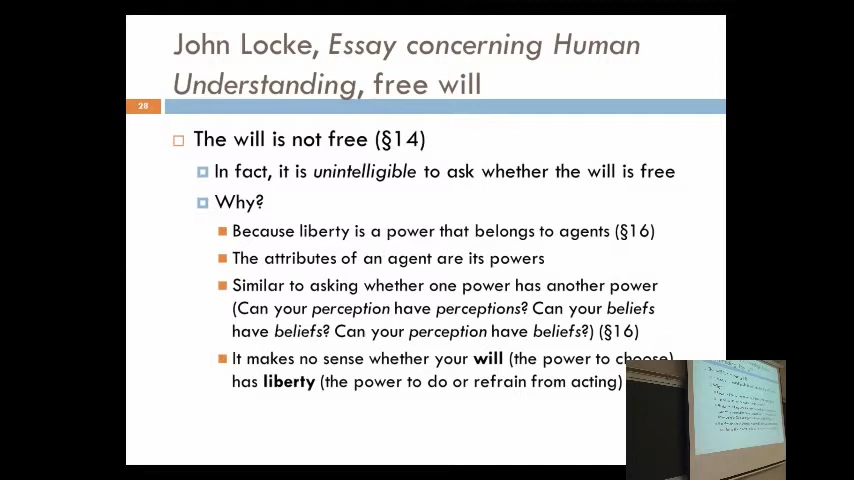 John Locke, Essay concerning Human
Understanding, free will
28
The will is not free (§14)
In fact, it is unintelligible to ask whether the will is free
Why?
Because liberty is a power that belongs to agents (§16)
The attributes of an agent are its powers
Similar to asking whether one power has another power
(Can your perception have perceptions? Can your beliefs
have beliefs? Can your perception have beliefs?) (§16)
It makes no sense whether your will (the power to choose)
has liberty (the power to do or refrain from acting)